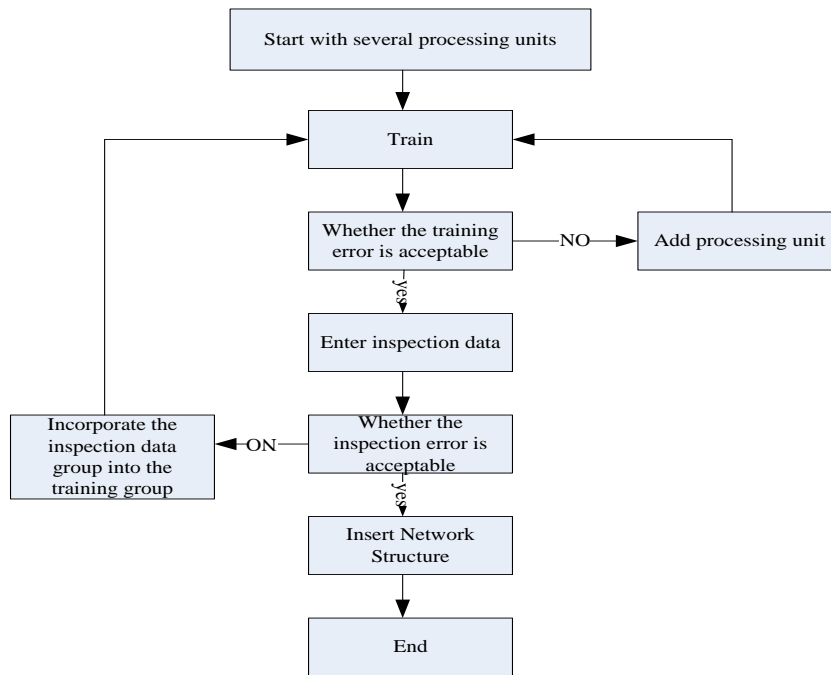 Start with several processing units
Train
Whether the training
error is acceptable
NO
Add processing unit
yes
Enter inspection data
Whether the
inspection error is
acceptable
NO
Incorporate the
inspection data
group into the
training group
yes
Insert Network
Structure
End